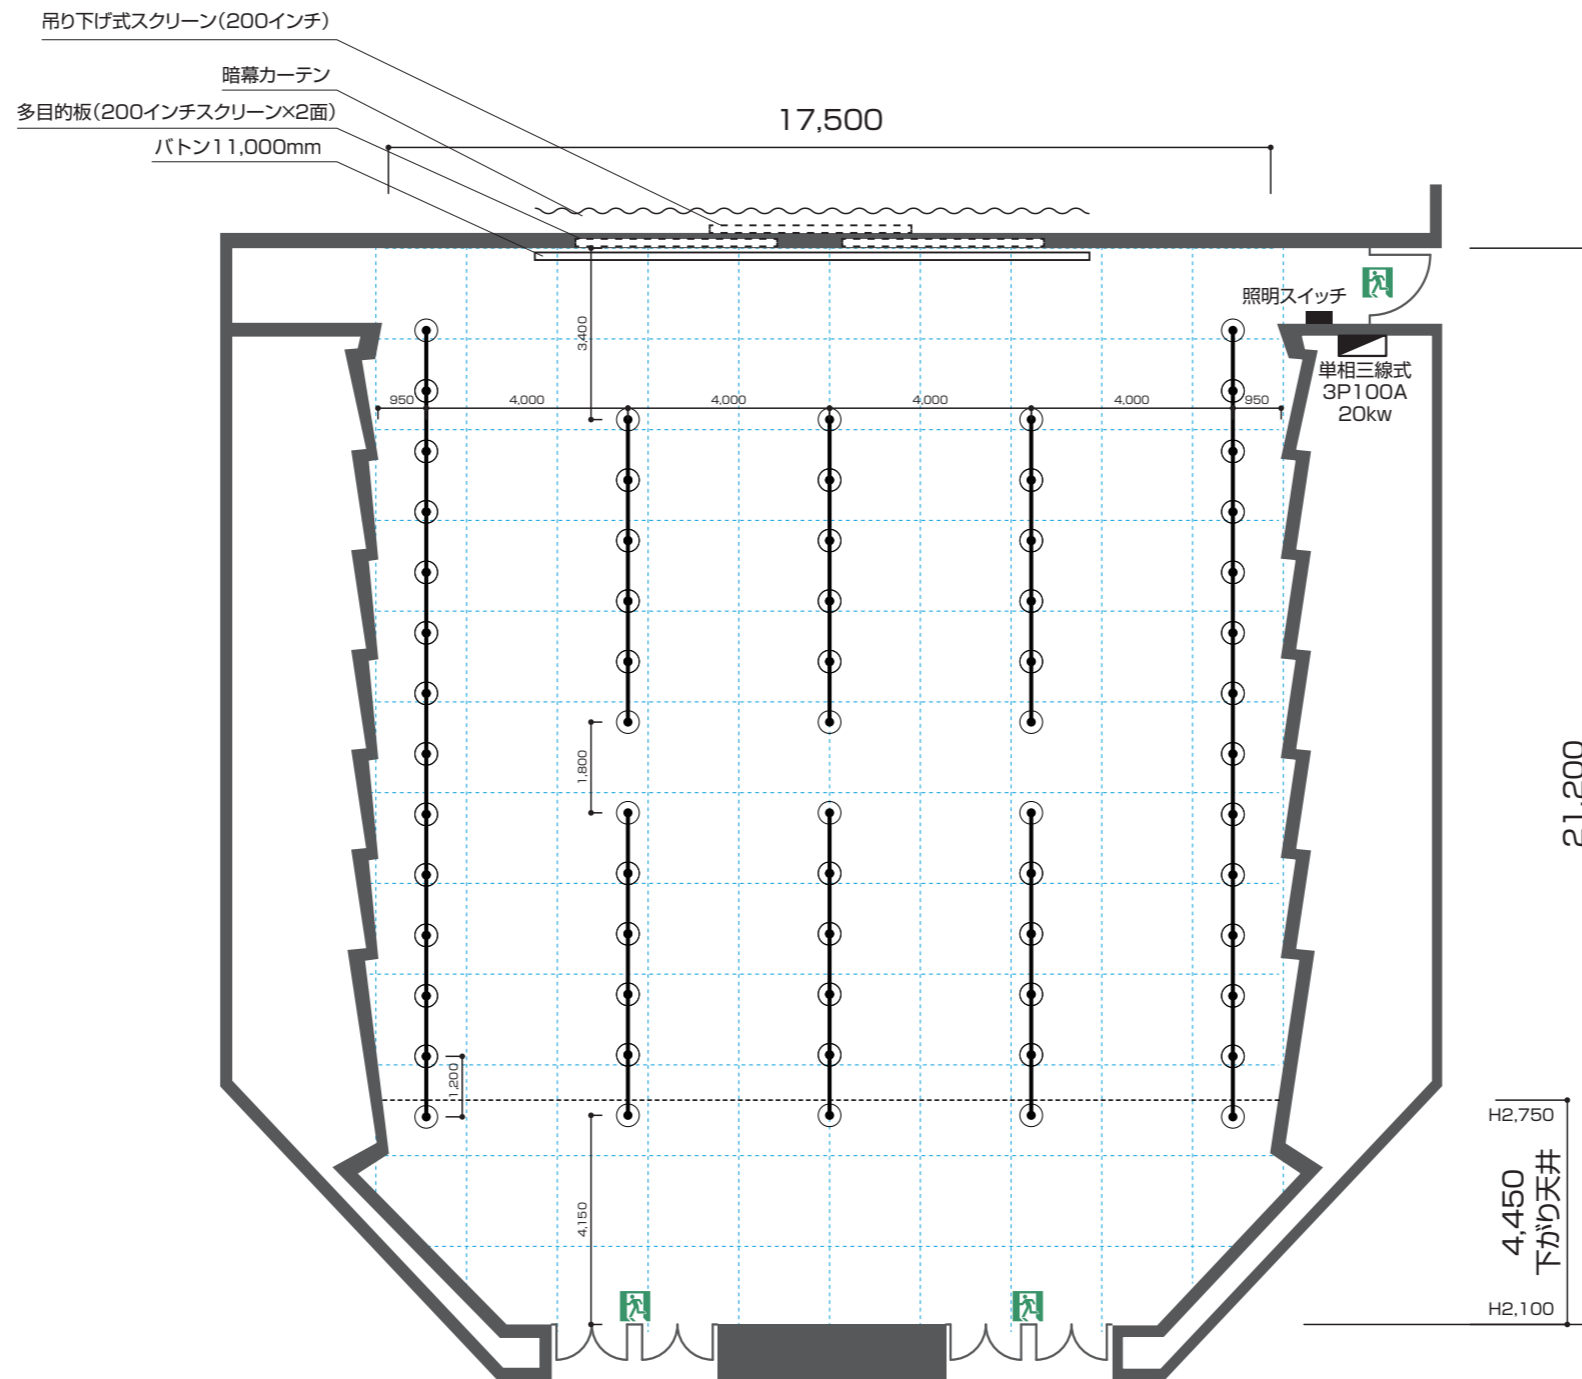 吊り下げ式スクリーン(200インチ)
暗幕カーテン
多目的板(200インチスクリーン×2面)
バトン11,000mm
17,500
照明スイッチ
単相三線式
3P100A
20kw
3,400
950
4,000
4,000
4,000
4,000
950
1,800
1,200
4,150
21,200
H2,750
4,450
下がり天井
H2,100